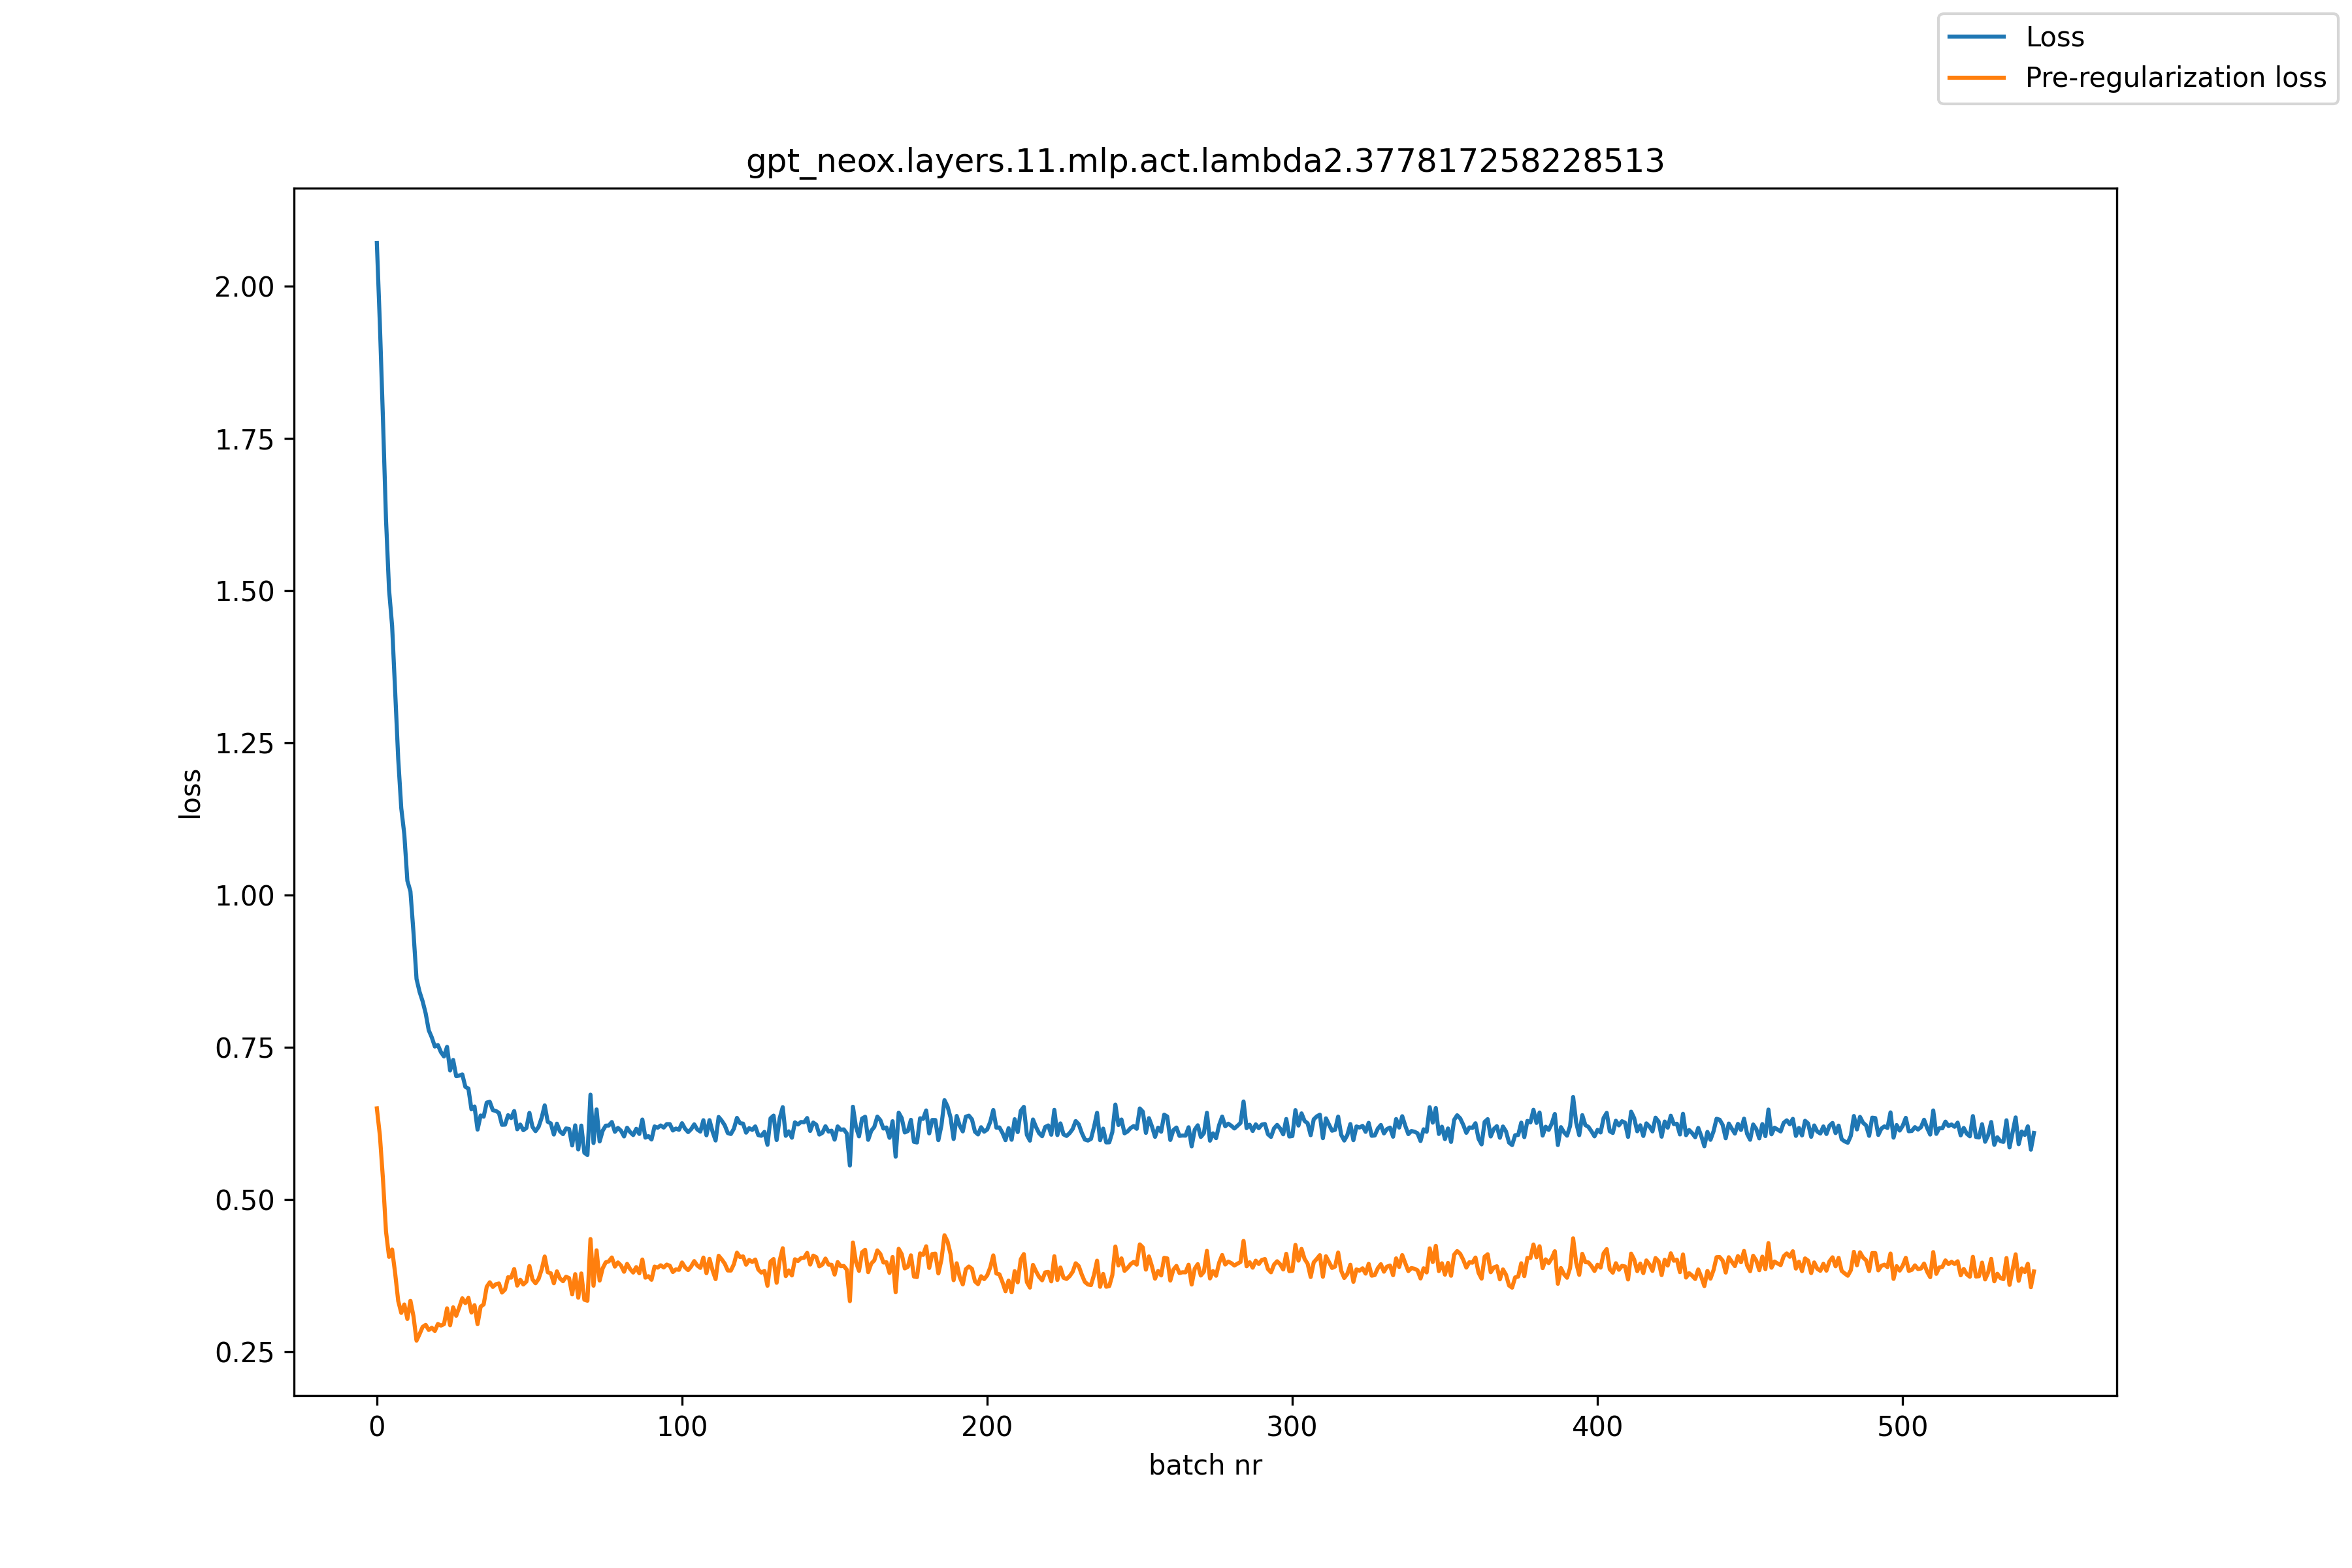 Loss
Pre-regularization loss
gpt_neox.layers.11.mlp.act.lambda2.377817258228513
2.00
1.75
1.50
1.25
1.00
0.75
0.50
0.25
loss
0 100 200 300 400 500
batch nr